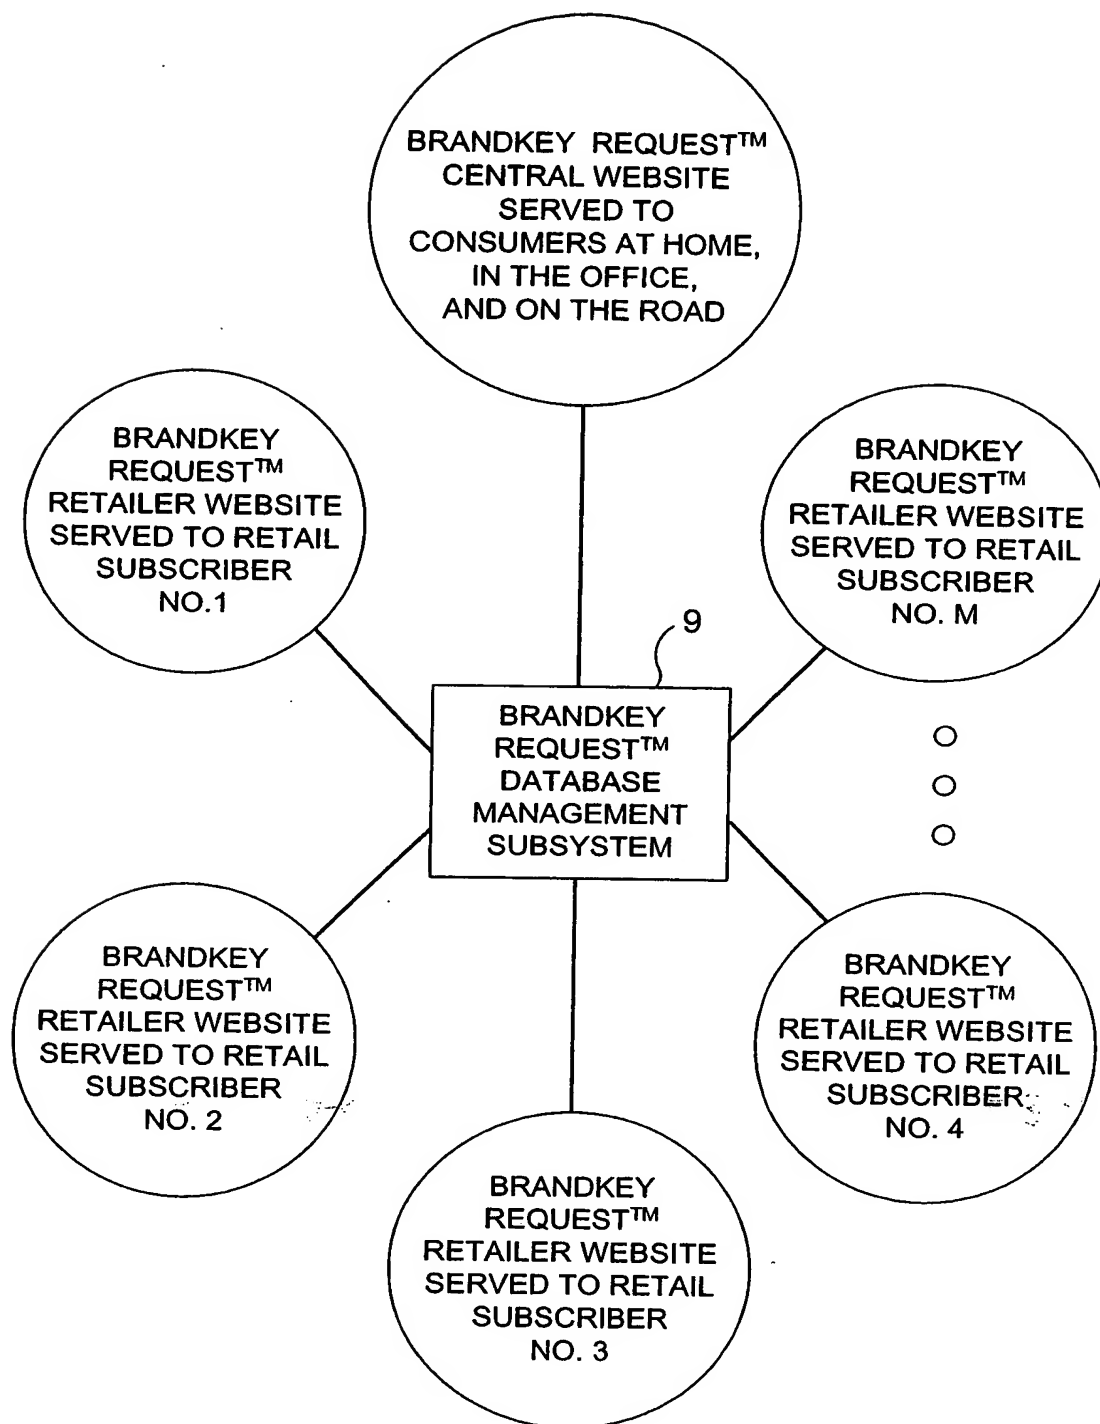 BRANDKEY REQUEST™
CENTRAL WEBSITE
SERVED TO
CONSUMERS AT HOME,
IN THE OFFICE,
AND ON THE ROAD
BRANDKEY
REQUEST™
RETAILER WEBSITE
SERVED TO RETAIL
SUBSCRIBER
NO.1
BRANDKEY
REQUEST™
RETAILER WEBSITE
SERVED TO RETAIL
SUBSCRIBER
NO. M
9
BRANDKEY
REQUEST™
DATABASE
MANAGEMENT
SUBSYSTEM
BRANDKEY
REQUEST™
RETAILER WEBSITE
SERVED TO RETAIL
SUBSCRIBER
NO. 2
BRANDKEY
REQUEST™
RETAILER WEBSITE
SERVED TO RETAIL
SUBSCRIBER
NO. 4
BRANDKEY
REQUEST™
RETAILER WEBSITE
SERVED TO RETAIL
SUBSCRIBER
NO. 3